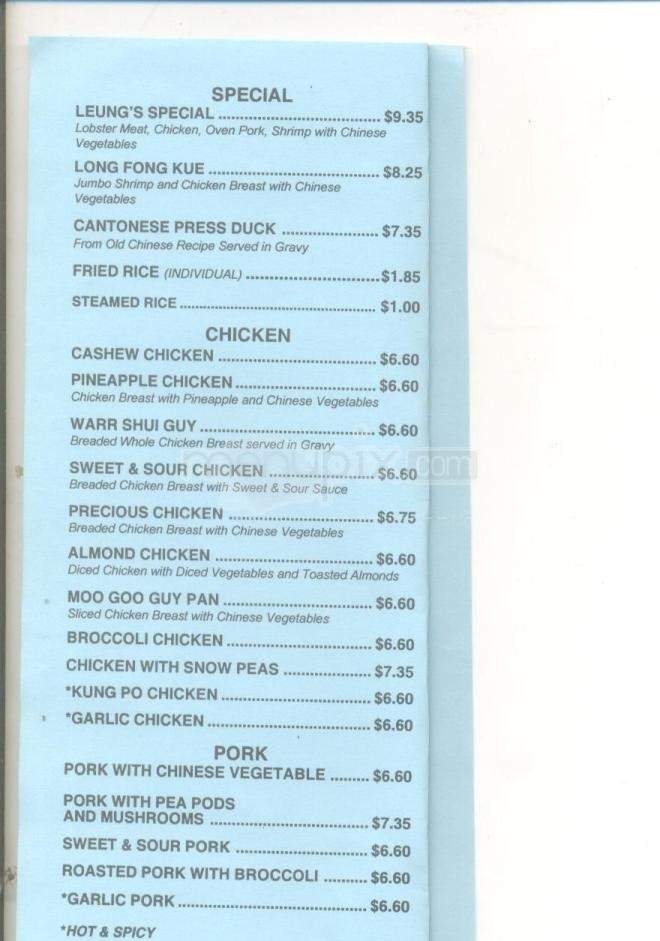 SPECIAL
LEUNG'S SPECIAL ........................................ $9.35
Lobster Meat, Chicken, Oven Pork, Shrimp with Chinese
Vegetables
LONG FONG KUE ........................................ $8.25
Jumbo Shrimp and Chicken Breast with Chinese
Vegetables
CANTONESE PRESS DUCK ...................... $7.35
From Old Chinese Recipe Served in Gravy
FRIED RICE (INDIVIDUAL) ..............................$1.85
STEAMED RICE .............................................. $1.00
CHICKEN
CASHEW CHICKEN ..................................... $6.60
PINEAPPLE CHICKEN ................................. $6.60
Chicken Breast with Pineapple and Chinese Vegetables
WARR SHUI GUY ......................................... $6.60
Breaded Whole Chicken Breast served in Gravy
menupix.com
SWEET & SOUR CHICKEN ......................... $6.60
Breaded Chicken Breast with Sweet & Sour Sauce
PRECIOUS CHICKEN .................................. $6.75
Breaded Chicken Breast with Chinese Vegetables
ALMOND CHICKEN ..................................... $6.60
Diced Chicken with Diced Vegetables and Toasted Almonds
MOO GOO GUY PAN ................................... $6.60
Sliced Chicken Breast with Chinese Vegetables
BROCCOLI CHICKEN .................................. $6.60
CHICKEN WITH SNOW PEAS .................... $7.35
*KUNG PO CHICKEN ................................... $6.60
*GARLIC CHICKEN ...................................... $6.60
PORK
PORK WITH CHINESE VEGETABLE ......... $6.60
PORK WITH PEA PODS
AND MUSHROOMS ..................................... $7.35
SWEET & SOUR PORK ............................... $6.60
ROASTED PORK WITH BROCCOLI .......... $6.60
*GARLIC PORK ........................................... $6.60
*HOT & SPICY